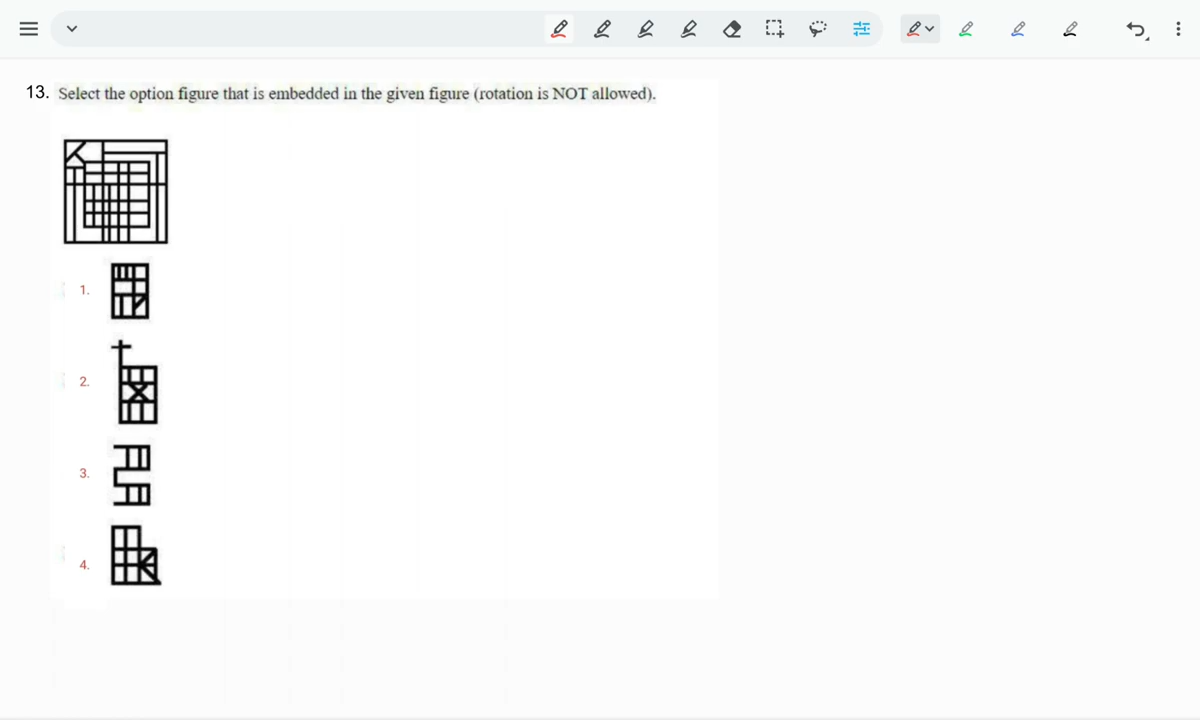 13. Select the option figure that is embedded in the given figure (rotation is NOT allowed).
1.
2.
3.
4.